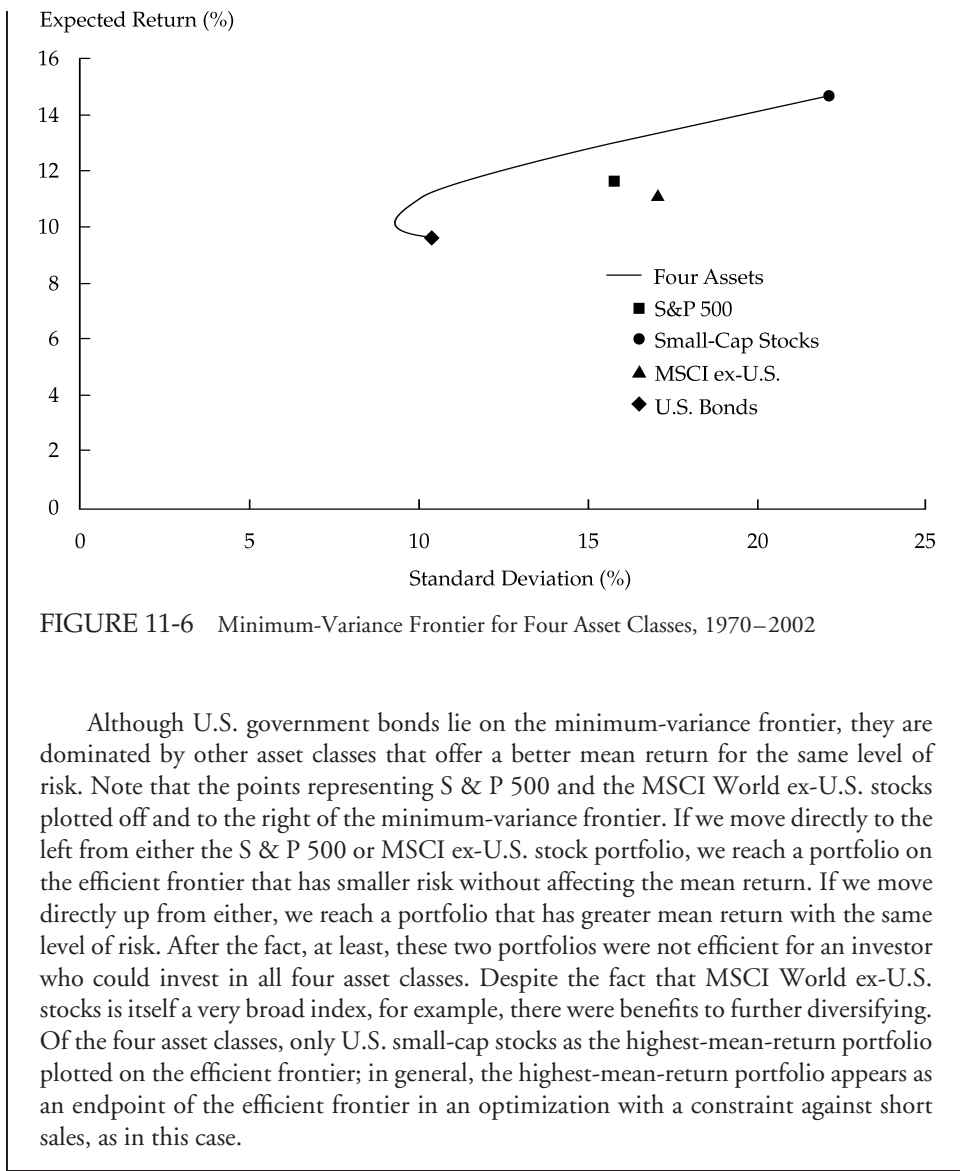 Expected Return (%)
16
14
12
10
8
6
4
2
0
Four Assets
S&P 500
Small-Cap Stocks
MSCI ex-U.S.
U.S. Bonds
0 5 10 15 20 25
Standard Deviation (%)
FIGURE 11-6 Minimum-Variance Frontier for Four Asset Classes, 1970–2002
Although U.S. government bonds lie on the minimum-variance frontier, they are
dominated by other asset classes that offer a better mean return for the same level of
risk. Note that the points representing S & P 500 and the MSCI World ex-U.S. stocks
plotted off and to the right of the minimum-variance frontier. If we move directly to the
left from either the S & P 500 or MSCI ex-U.S. stock portfolio, we reach a portfolio on
the efficient frontier that has smaller risk without affecting the mean return. If we move
directly up from either, we reach a portfolio that has greater mean return with the same
level of risk. After the fact, at least, these two portfolios were not efficient for an investor
who could invest in all four asset classes. Despite the fact that MSCI World ex-U.S.
stocks is itself a very broad index, for example, there were benefits to further diversifying.
Of the four asset classes, only U.S. small-cap stocks as the highest-mean-return portfolio
plotted on the efficient frontier; in general, the highest-mean-return portfolio appears as
an endpoint of the efficient frontier in an optimization with a constraint against short
sales, as in this case.